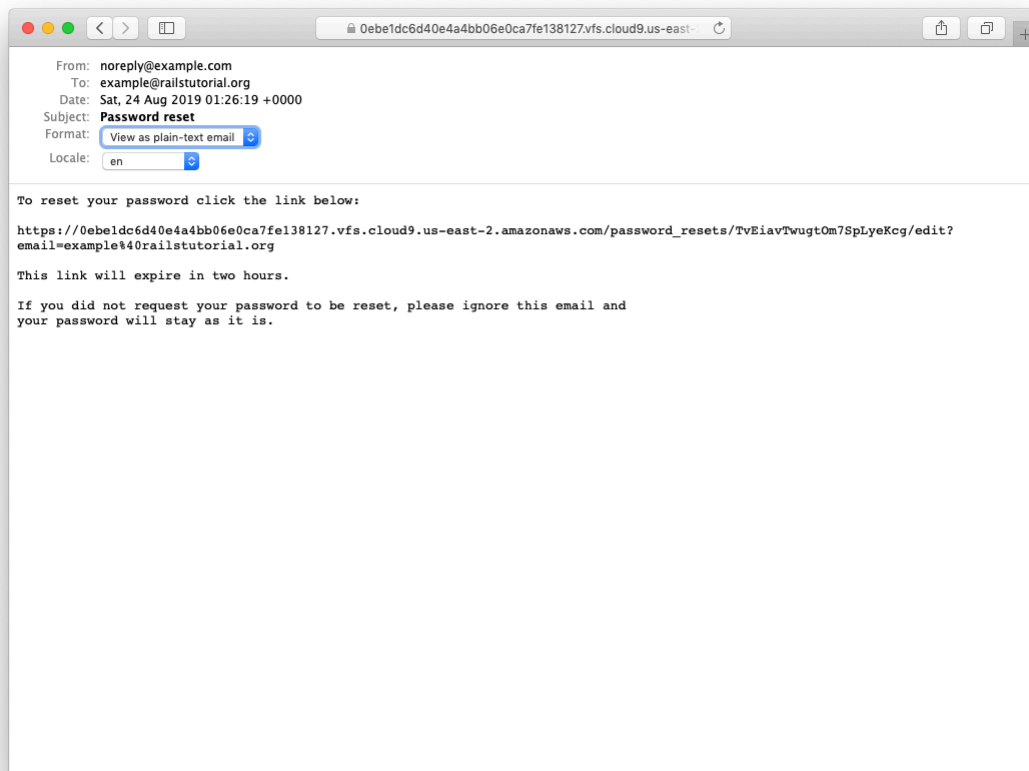 0ebe1dc6d40e4a4bb06e0ca7fe138127.vfs.cloud9.us-east-
From: noreply@example.com
To: example@railstutorial.org
Date: Sat, 24 Aug 2019 01:26:19 +0000
Subject: Password reset
Format: View as plain-text email
Locale: en
To reset your password click the link below:
https://0ebe1dc6d40e4a4bb06e0ca7fe138127.vfs.cloud9.us-east-2.amazonaws.com/password_resets/TvEiavTwugtOm7SpLyeKcg/edit?
email=example%40railstutorial.org
This link will expire in two hours.
If you did not request your password to be reset, please ignore this email and
your password will stay as it is.